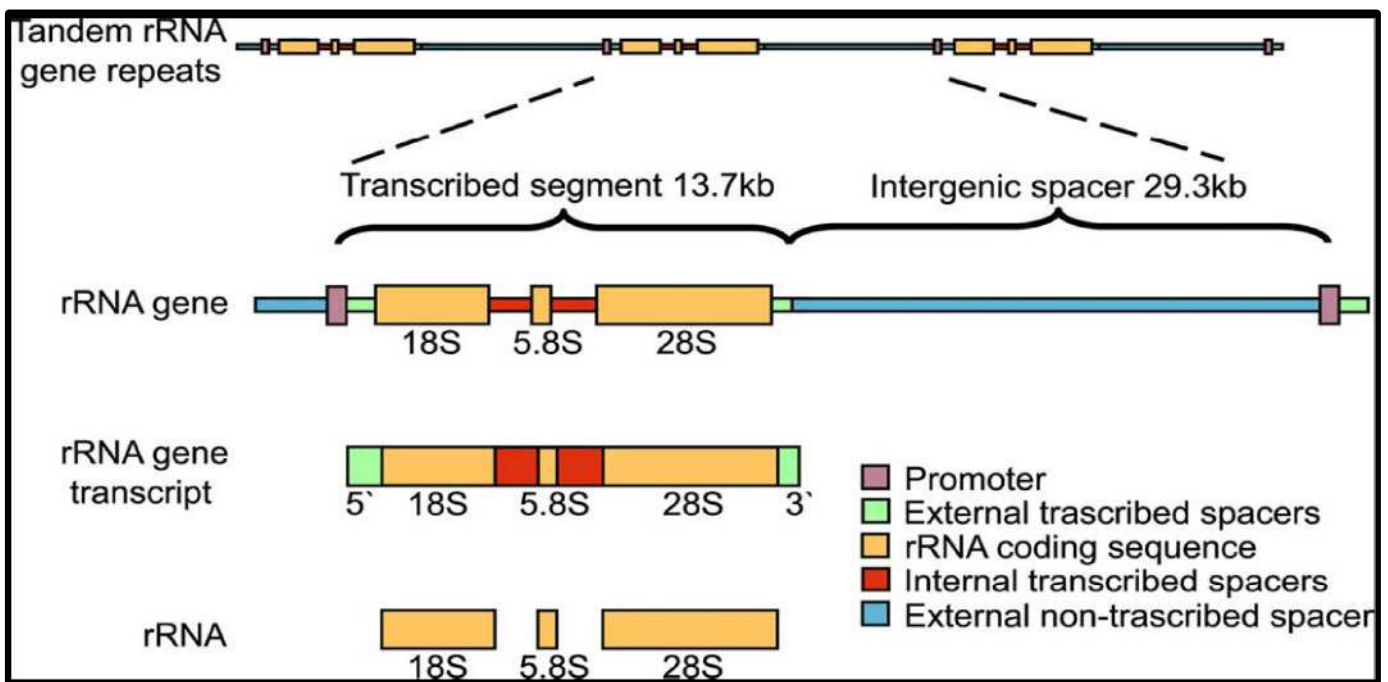 Tandem rRNA
gene repeats
Transcribed segment 13.7kb
Intergenic spacer 29.3kb
rRNA gene
18S
5.8S
28S
rRNA gene
transcript
5`
18S
5.8S
28S
3`
Promoter
External trascribed spacers
rRNA coding sequence
Internal transcribed spacers
External non-trascribed spacer
rRNA
18S
5.8S
28S